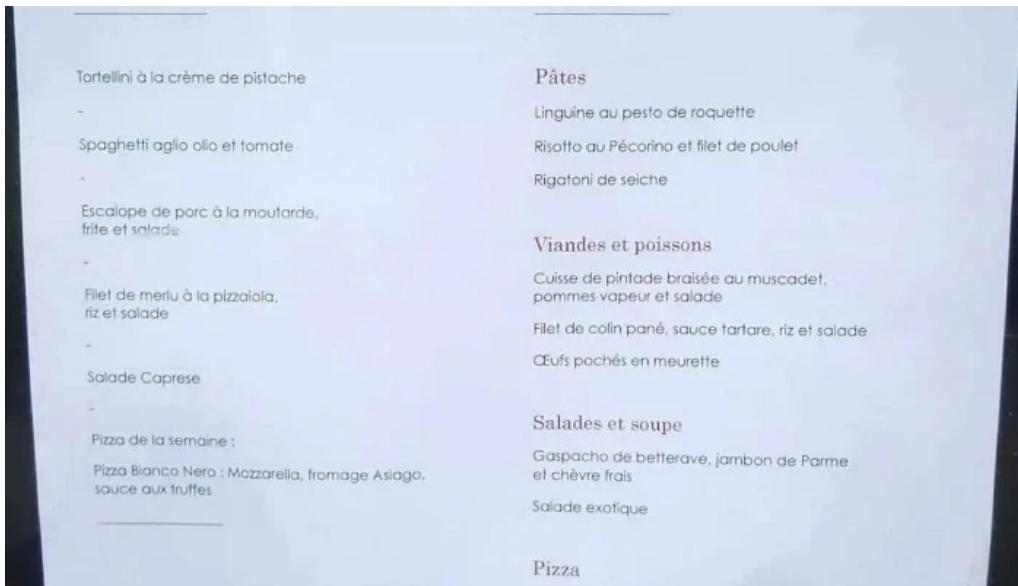 Tortellini à la crème de pistache
-
Spaghetti aglio olio et tomate
-
Escalope de porc à la moutarde,
frite et salade
-
Filet de merlu à la pizzaiola,
riz et salade
-
Salade Caprese
-
Pizza de la semaine :
Pizza Bianco Nero : Mozzarella, fromage Asiago,
sauce aux truffes
Pâtes
Linguine au pesto de roquette
Risotto au Pécorino et filet de poulet
Rigatoni de seiche
Viandes et poissons
Cuisse de pintade braisée au muscadet,
pommes vapeur et salade
Filet de colin pané, sauce tartare, riz et salade
Œufs pochés en meurette
Salades et soupe
Gaspacho de betterave, jambon de Parme
et chèvre frais
Salade exotique
Pizza